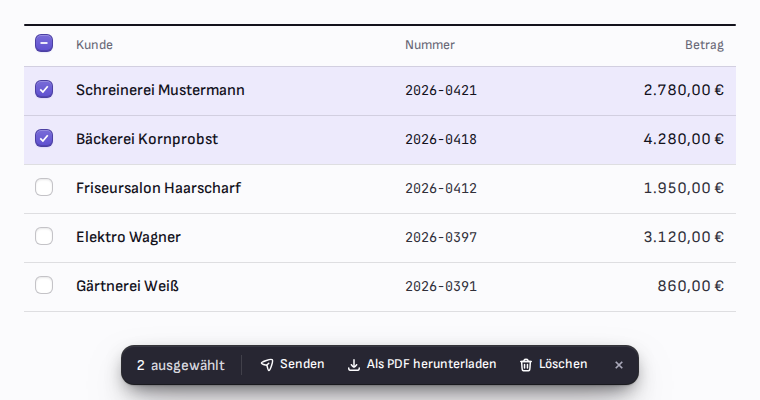 Kunde Nummer Betrag
Schreinerei Mustermann 2026-0421 2.780,00 €
Bäckerei Kornprobst 2026-0418 4.280,00 €
Friseursalon Haarscharf 2026-0412 1.950,00 €
Elektro Wagner 2026-0397 3.120,00 €
Gärtnerei Weiß 2026-0391 860,00 €
2 ausgewählt Senden Als PDF herunterladen Löschen ×